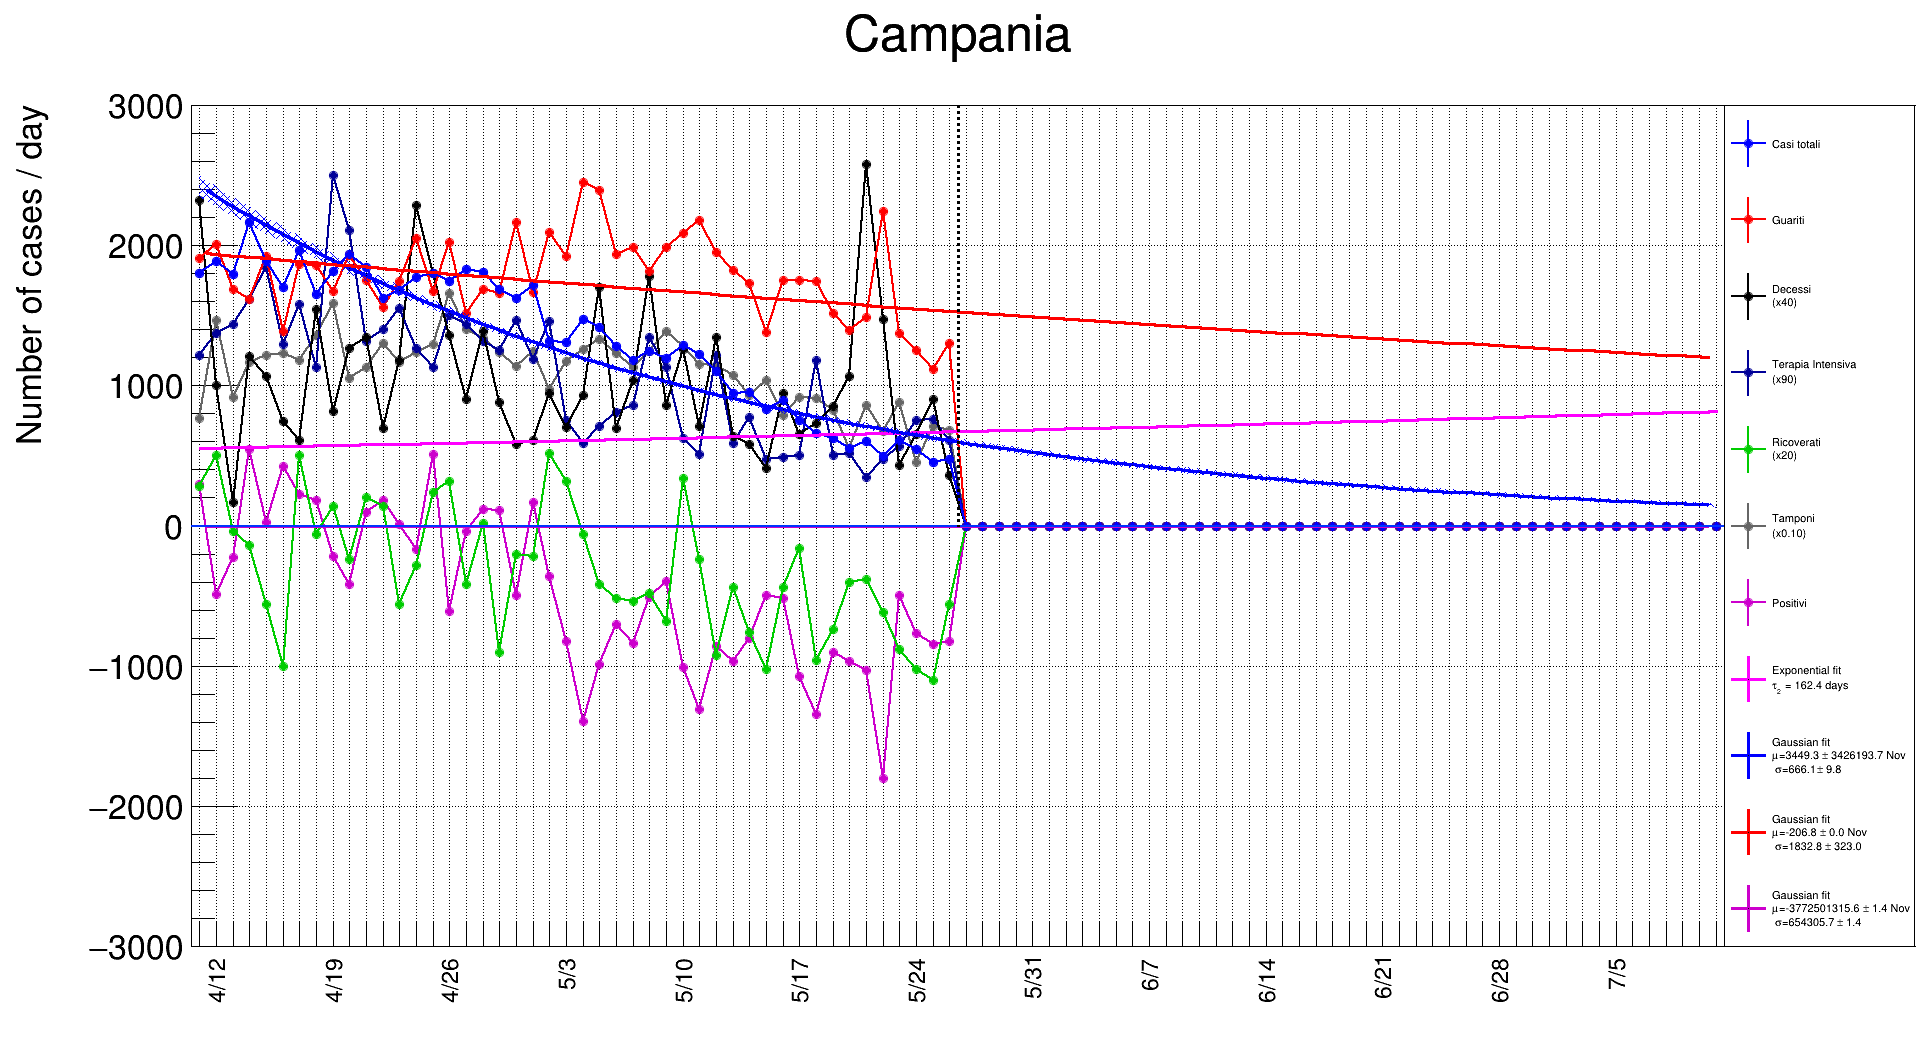 Campania
Number of cases / day
3000
2000
1000
0
−1000
−2000
−3000
4/12
4/19
4/26
5/3
5/10
5/17
5/24
5/31
6/7
6/14
6/21
6/28
7/5
Casi totali
Guariti
Decessi
(x40)
Terapia Intensiva
(x90)
Ricoverati
(x20)
Tamponi
(x0.10)
Positivi
Exponential fit
τ₂ = 162.4 days
Gaussian fit
μ=3449.3 ± 3426193.7 Nov
σ=666.1± 9.8
Gaussian fit
μ=-206.8 ± 0.0 Nov
σ=1832.8 ± 323.0
Gaussian fit
μ=-3772501315.6 ± 1.4 Nov
σ=654305.7 ± 1.4